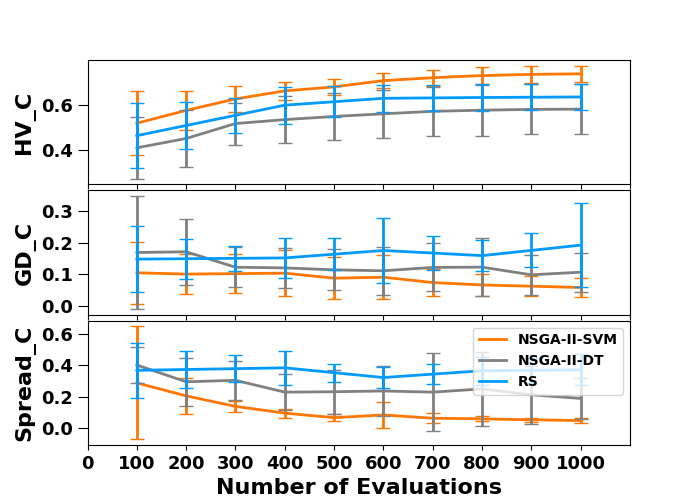 HV_C
0.6
0.4
GD_C
0.3
0.2
0.1
0.0
Spread_C
0.6
0.4
0.2
0.0
NSGA-II-SVM
NSGA-II-DT
RS
0 100 200 300 400 500 600 700 800 900 1000
Number of Evaluations